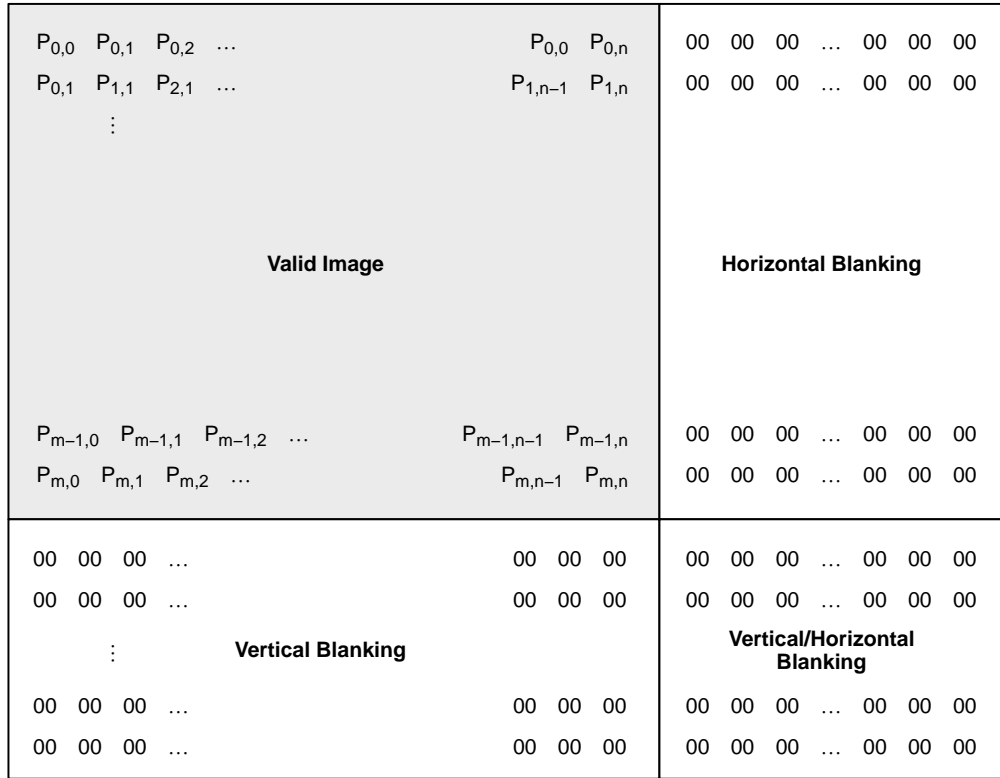 P0,0 P0,1 P0,2 … P0,0 P0,n 00 00 00 … 00 00 00
P0,1 P1,1 P2,1 … P1,n–1 P1,n 00 00 00 … 00 00 00
⋮
Valid Image Horizontal Blanking
Pm–1,0 Pm–1,1 Pm–1,2 … Pm–1,n–1 Pm–1,n 00 00 00 … 00 00 00
Pm,0 Pm,1 Pm,2 … Pm,n–1 Pm,n 00 00 00 … 00 00 00
00 00 00 … 00 00 00 00 00 00 … 00 00 00
00 00 00 … 00 00 00 00 00 00 … 00 00 00
⋮ Vertical Blanking Vertical/Horizontal
Blanking
00 00 00 … 00 00 00 00 00 00 … 00 00 00
00 00 00 … 00 00 00 00 00 00 … 00 00 00